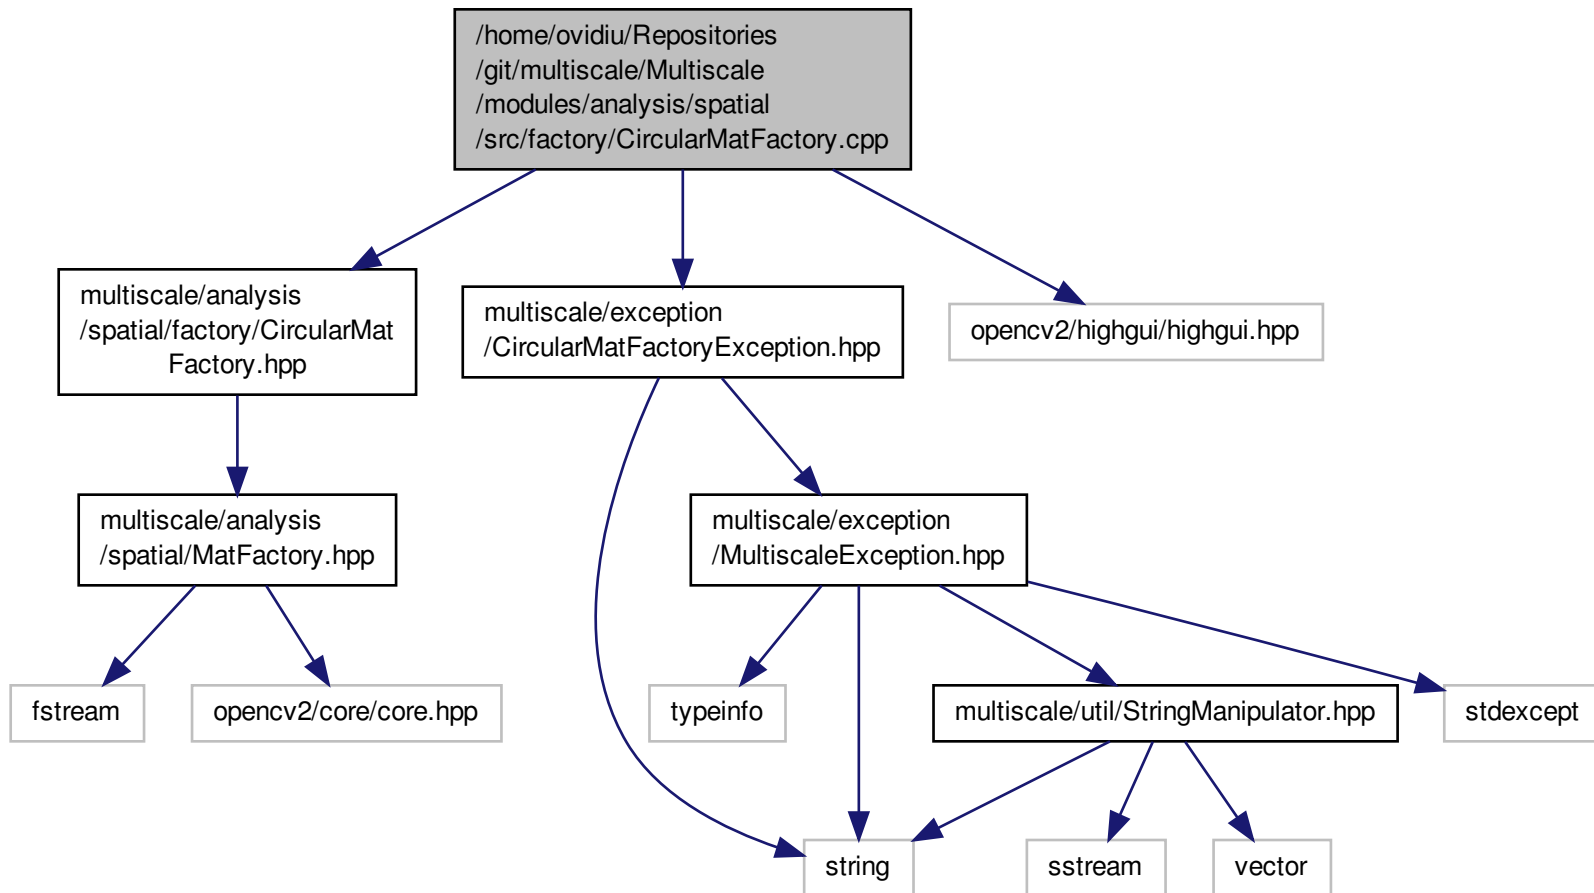 /home/ovidiu/Repositories
/git/multiscale/Multiscale
/modules/analysis/spatial
/src/factory/CircularMatFactory.cpp
multiscale/analysis
/spatial/factory/CircularMat
Factory.hpp
multiscale/exception
/CircularMatFactoryException.hpp
opencv2/highgui/highgui.hpp
multiscale/analysis
/spatial/MatFactory.hpp
multiscale/exception
/MultiscaleException.hpp
fstream
opencv2/core/core.hpp
typeinfo
multiscale/util/StringManipulator.hpp
stdexcept
string
sstream
vector